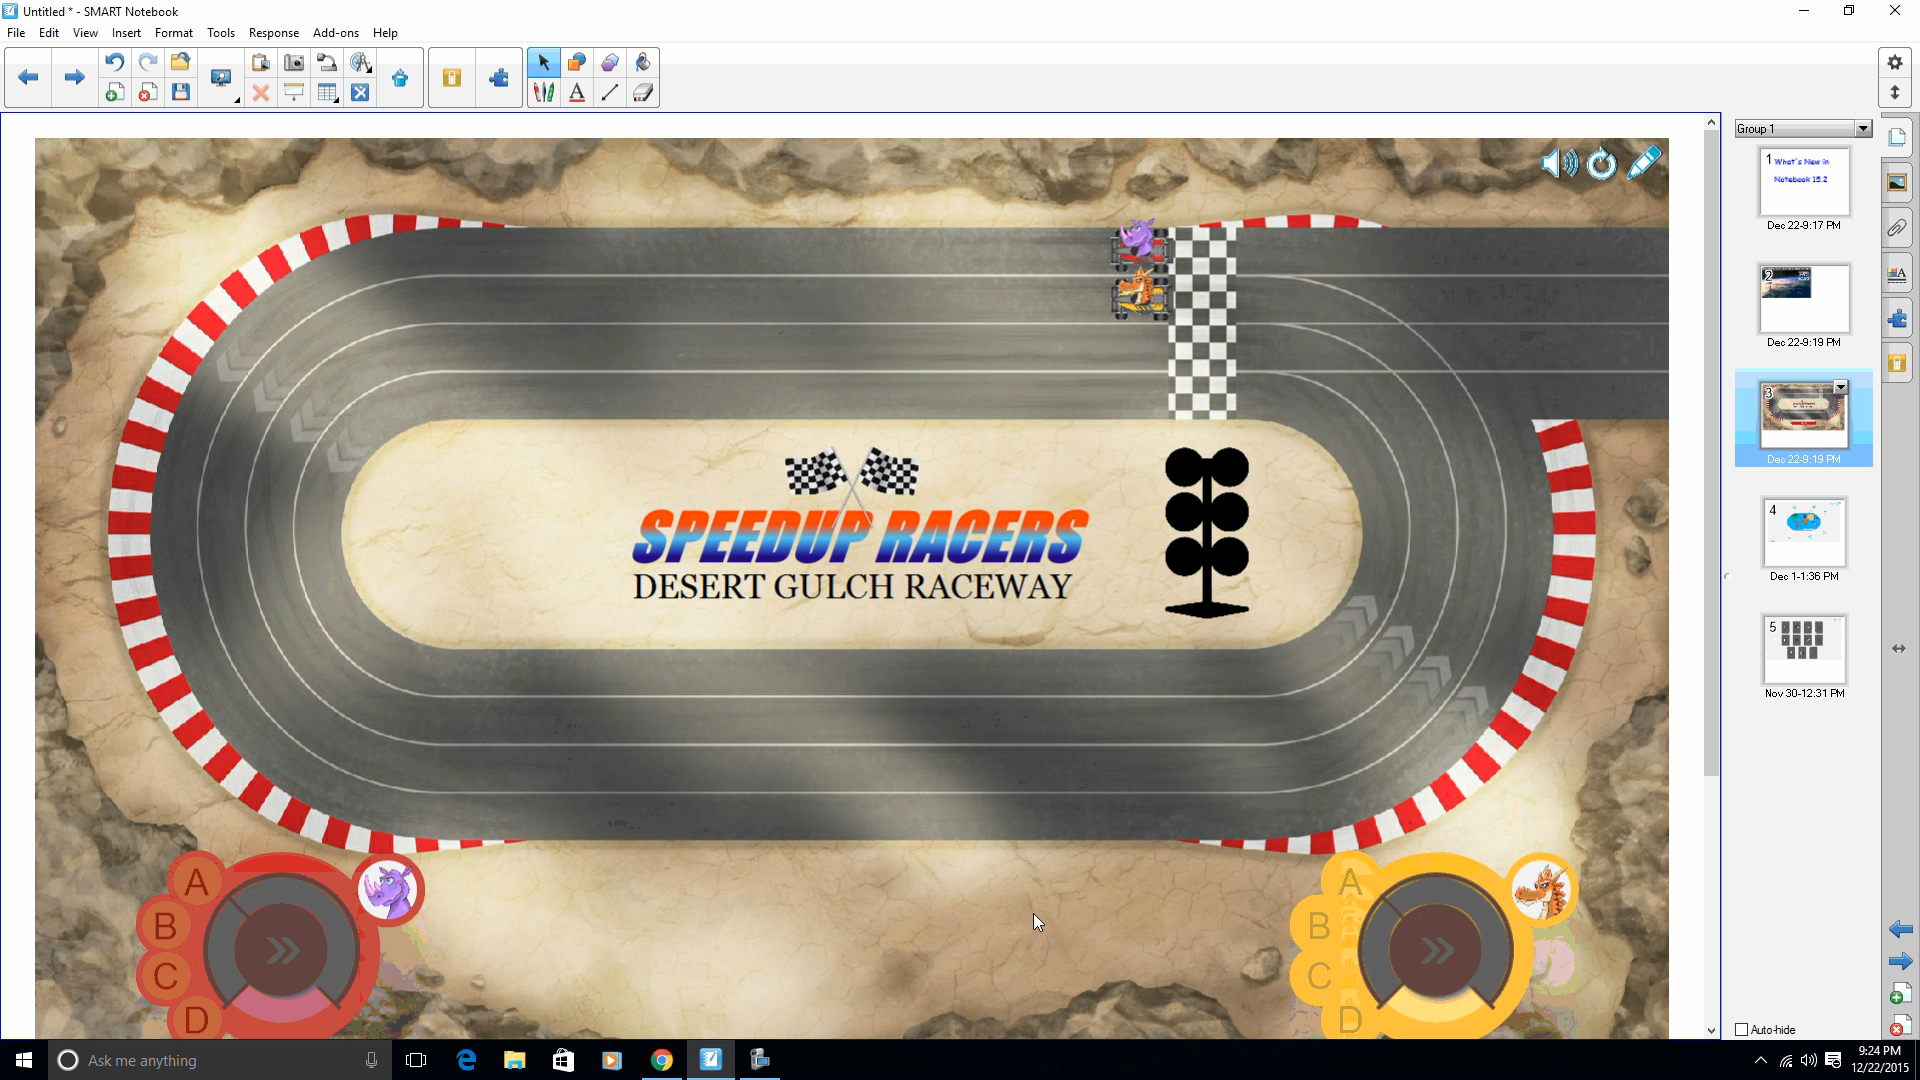 Untitled * - SMART Notebook
File Edit View Insert Format Tools Response Add-ons Help
Group 1
1 What's New in
Notebook 15.2
Dec 22-9:17 PM
2
Dec 22-9:19 PM
3
Dec 22-9:19 PM
4
Dec 1-1:36 PM
5
Nov 30-12:31 PM
SPEEDUP RACERS
DESERT GULCH RACEWAY
A
B
C
D
A
B
C
D
Auto-hide
Ask me anything
9:24 PM
12/22/2015